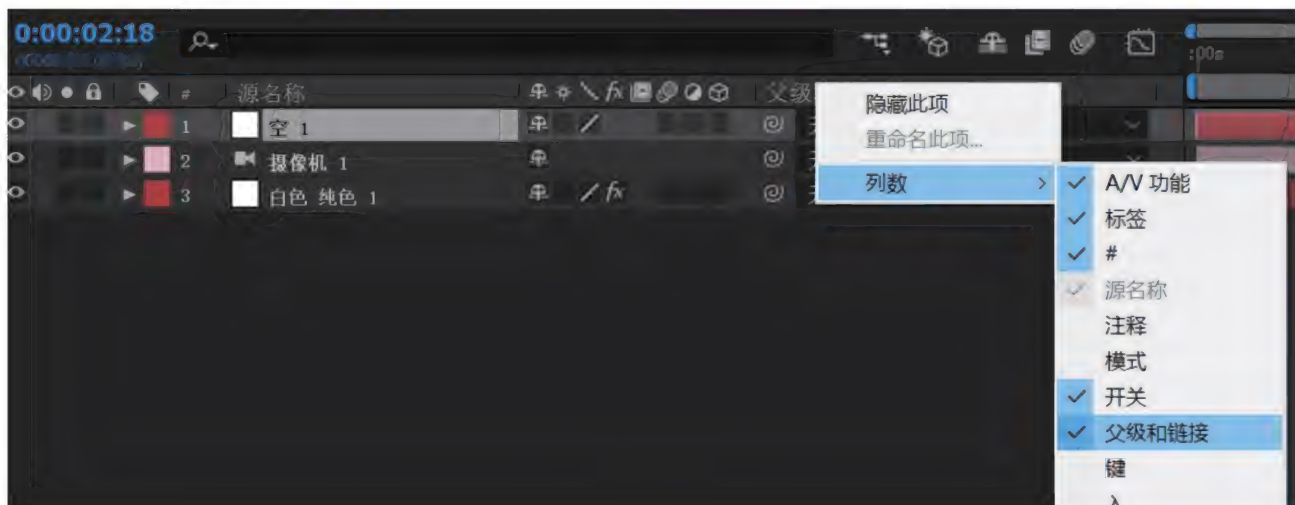 0:00:02:18
:00s
# 源名称 fx 父级
1 空 1
2 摄像机 1
3 白色 纯色 1 fx
隐藏此项
重命名此项...
列数
A/V 功能
标签
#
源名称
注释
模式
开关
父级和链接
键